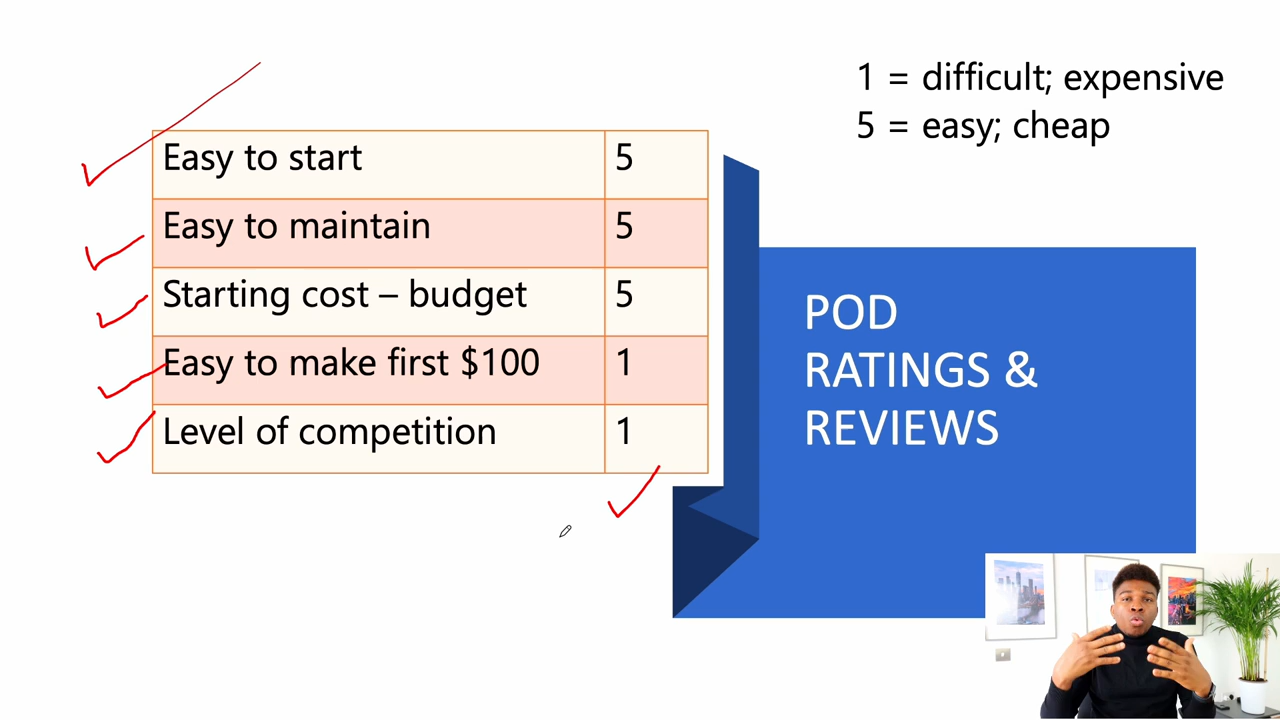 1 = difficult; expensive
5 = easy; cheap
Easy to start 5
Easy to maintain 5
Starting cost – budget 5
Easy to make first $100 1
Level of competition 1
POD
RATINGS &
REVIEWS